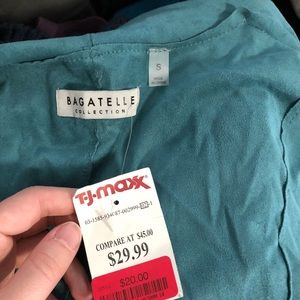 S
BAGATELLE
COLLECTION
T·J·maxx
COMPARE AT $45.00
$29.99
$20.00